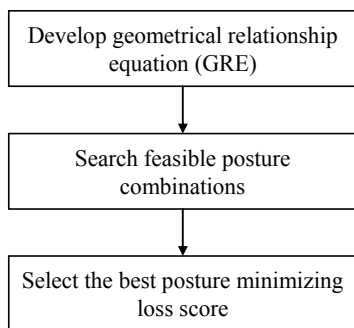 Develop geometrical relationship
equation (GRE)
Search feasible posture
combinations
Select the best posture minimizing
loss score